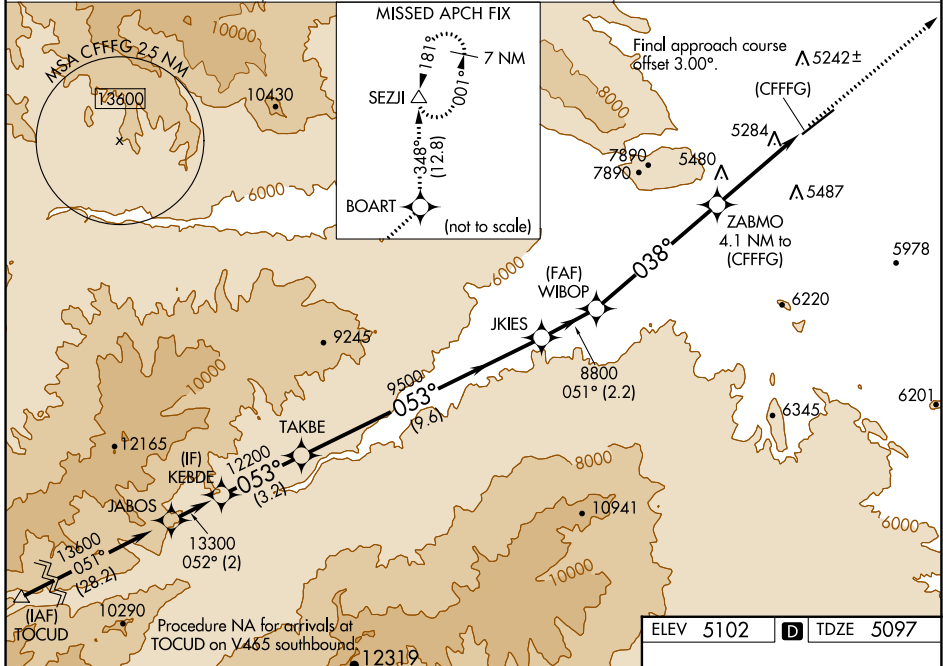 10000
MSA CFFFG 25 NM
13600
x
10430
6000
MISSED APCH FIX
181°
7 NM
001°
SEZJI
348°
(12.8)
BOART
(not to scale)
Final approach course
offset 3.00°.
5242±
(CFFFG)
8000
5284
7890
7890
5480
5487
ZABMO
4.1 NM to
(CFFFG)
5978
038°
6000
(FAF)
WIBOP
6220
JKIES
9245
8800
051° (2.2)
10000
9500
053°
(9.6)
6201
6345
TAKBE
12165
(IF)
KEBDE
12200
053°
(3.2)
8000
JABOS
10941
6000
13300
052° (2)
13600
051°
(28.2)
10000
(IAF)
TOCUD
10290
Procedure NA for arrivals at
TOCUD on V465 southbound.
12319
ELEV 5102
D
TDZE 5097